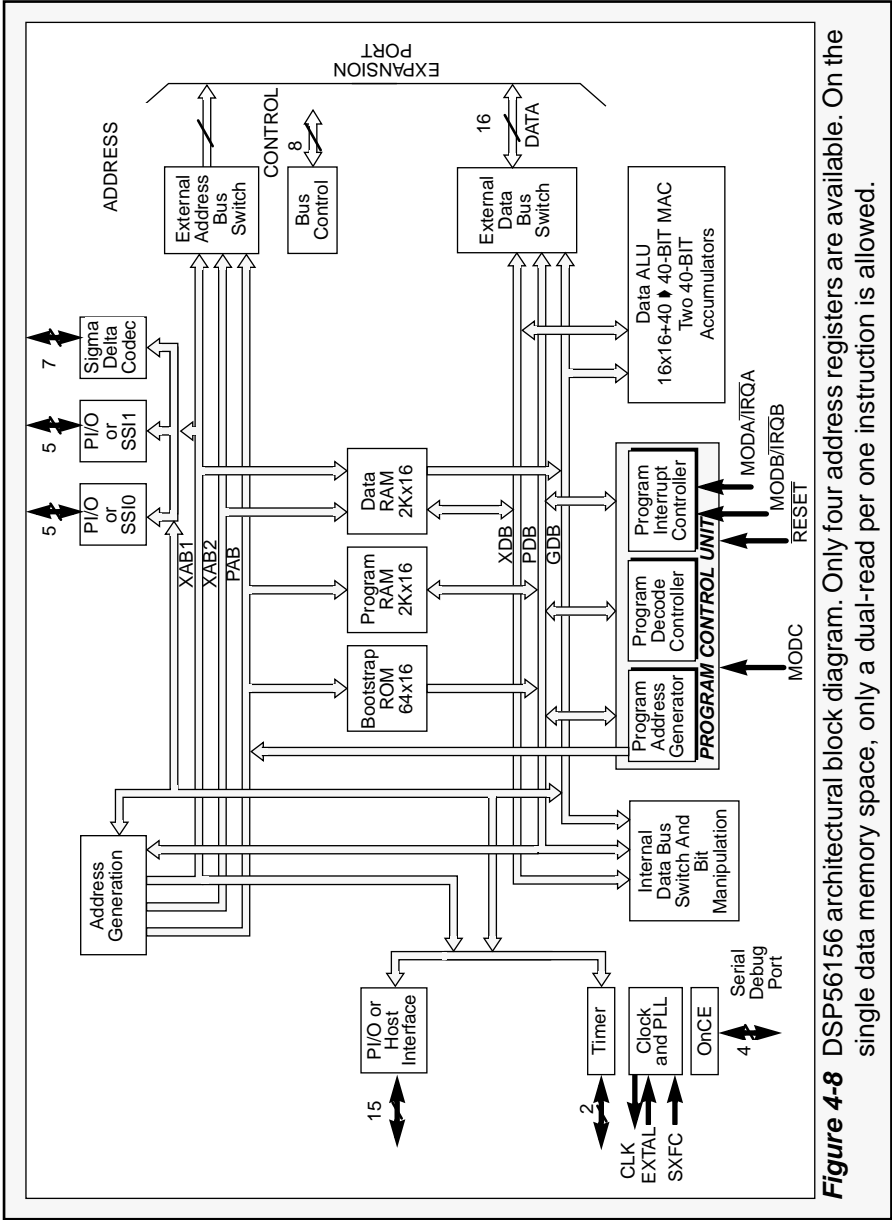 ADDRESS
EXPANSION
PORT
7
5
5
Sigma
Delta
Codec
PI/O
or
SSI1
PI/O
or
SSI0
External
Address
Bus
Switch
CONTROL
8
Bus
Control
16
DATA
External
Data
Bus
Switch
XAB1
XAB2
PAB
Address
Generation
Data
RAM
2Kx16
Program
RAM
2Kx16
Bootstrap
ROM
64x16
XDB
PDB
GDB
Data ALU
16x16+40 40-BIT MAC
Two 40-BIT
Accumulators
Program
Interrupt
Controller
Program
Decode
Controller
Program
Address
Generator
PROGRAM CONTROL UNIT
MODA/IRQA
MODB/IRQB
RESET
MODC
Internal
Data Bus
Switch And
Bit
Manipulation
PI/O or
Host
Interface
15
Timer
2
Clock
and PLL
CLK
EXTAL
SXFC
OnCE
4
Serial
Debug
Port
Figure 4-8 DSP56156 architectural block diagram. Only four address registers are available. On the
single data memory space, only a dual-read per one instruction is allowed.